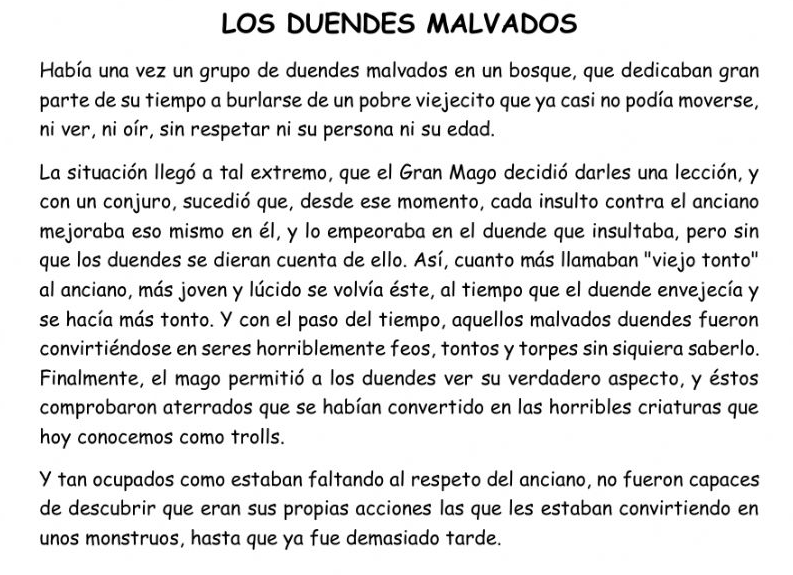 LOS DUENDES MALVADOS
Había una vez un grupo de duendes malvados en un bosque, que dedicaban gran
parte de su tiempo a burlarse de un pobre viejecito que ya casi no podía moverse,
ni ver, ni oír, sin respetar ni su persona ni su edad.
La situación llegó a tal extremo, que el Gran Mago decidió darles una lección, y
con un conjuro, sucedió que, desde ese momento, cada insulto contra el anciano
mejoraba eso mismo en él, y lo empeoraba en el duende que insultaba, pero sin
que los duendes se dieran cuenta de ello. Así, cuanto más llamaban "viejo tonto"
al anciano, más joven y lúcido se volvía éste, al tiempo que el duende envejecía y
se hacía más tonto. Y con el paso del tiempo, aquellos malvados duendes fueron
convirtiéndose en seres horriblemente feos, tontos y torpes sin siquiera saberlo.
Finalmente, el mago permitió a los duendes ver su verdadero aspecto, y éstos
comprobaron aterrados que se habían convertido en las horribles criaturas que
hoy conocemos como trolls.
Y tan ocupados como estaban faltando al respeto del anciano, no fueron capaces
de descubrir que eran sus propias acciones las que les estaban convirtiendo en
unos monstruos, hasta que ya fue demasiado tarde.